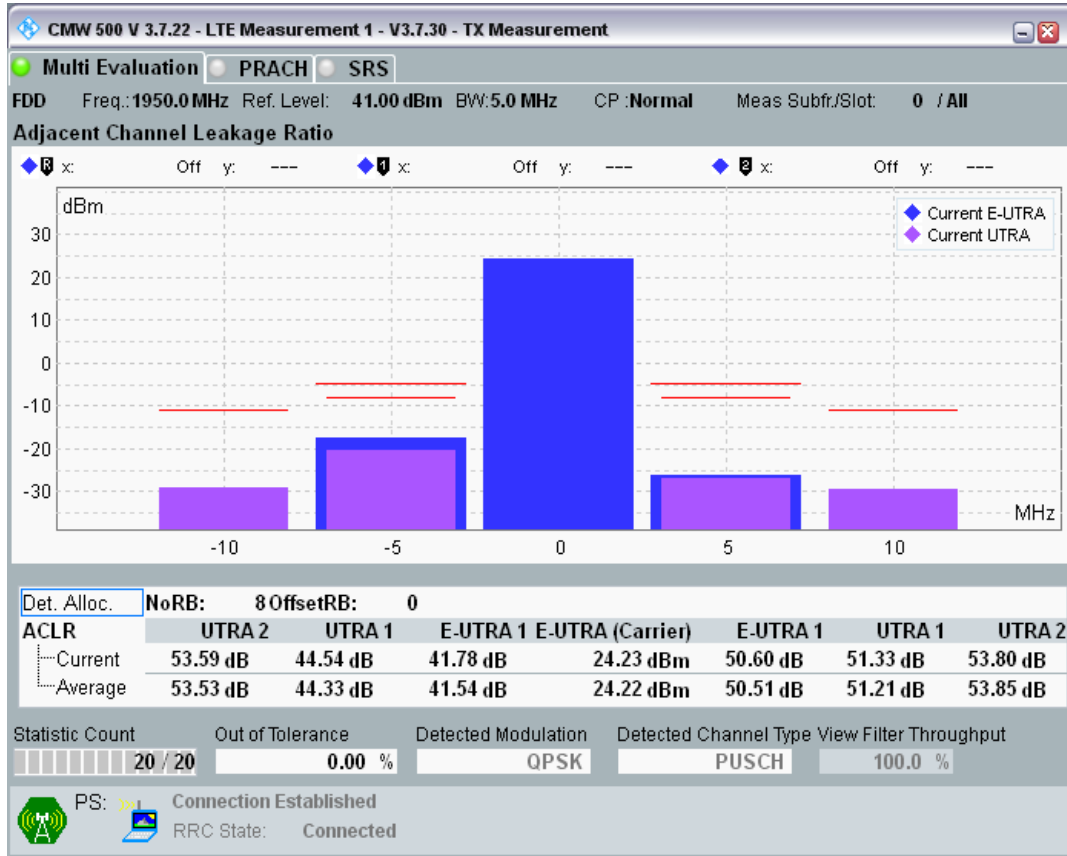 CMW 500 V 3.7.22 - LTE Measurement 1 - V3.7.30 - TX Measurement
Multi Evaluation PRACH SRS
FDD Freq.:1950.0 MHz Ref. Level: 41.00 dBm BW:5.0 MHz CP :Normal Meas Subfr./Slot: 0 / All
Adjacent Channel Leakage Ratio
R x: Off y: --- 1 x: Off y: --- 2 x: Off y: ---
dBm
Current E-UTRA
Current UTRA
30
20
10
0
-10
-20
-30
MHz
-10 -5 0 5 10
Det. Alloc. NoRB: 8 OffsetRB: 0
ACLR UTRA 2 UTRA 1 E-UTRA 1 E-UTRA (Carrier) E-UTRA 1 UTRA 1 UTRA 2
Current 53.59 dB 44.54 dB 41.78 dB 24.23 dBm 50.60 dB 51.33 dB 53.80 dB
Average 53.53 dB 44.33 dB 41.54 dB 24.22 dBm 50.51 dB 51.21 dB 53.85 dB
Statistic Count Out of Tolerance Detected Modulation Detected Channel Type View Filter Throughput
20 / 20 0.00 % QPSK PUSCH 100.0 %
PS: Connection Established
RRC State: Connected